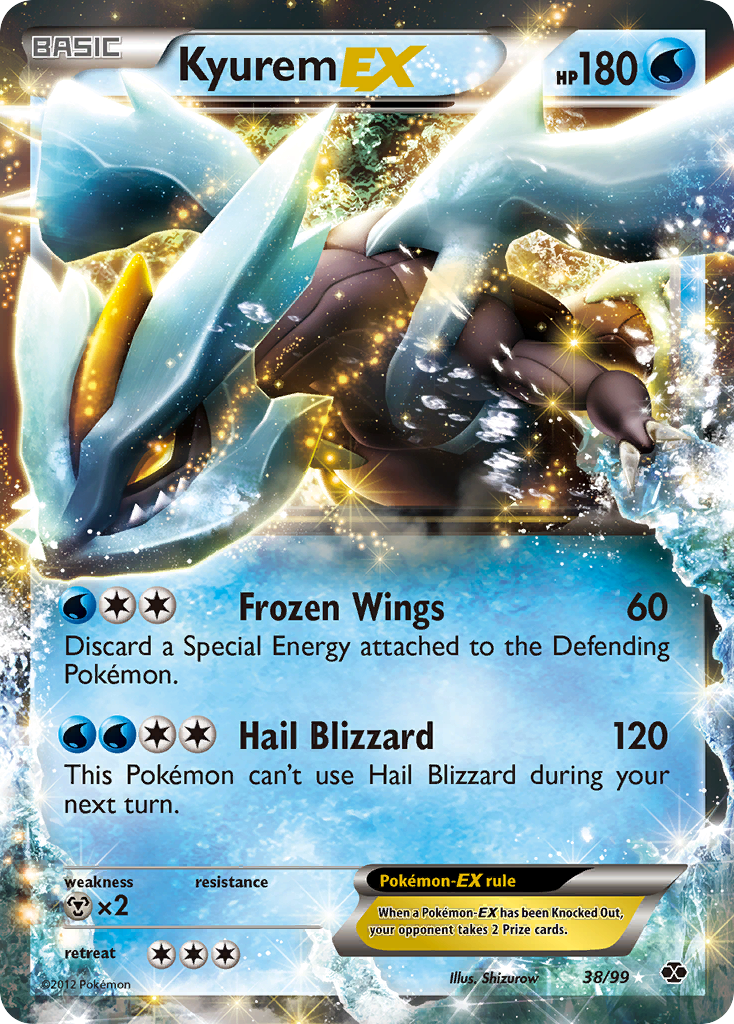 BASIC
KyuremEX
HP180
Frozen Wings 60
Discard a Special Energy attached to the Defending
Pokémon.
Hail Blizzard 120
This Pokémon can't use Hail Blizzard during your
next turn.
weakness resistance
×2
retreat
Pokémon-EX rule
When a Pokémon-EX has been Knocked Out,
your opponent takes 2 Prize cards.
©2012 Pokémon
Illus. Shizurow 38/99